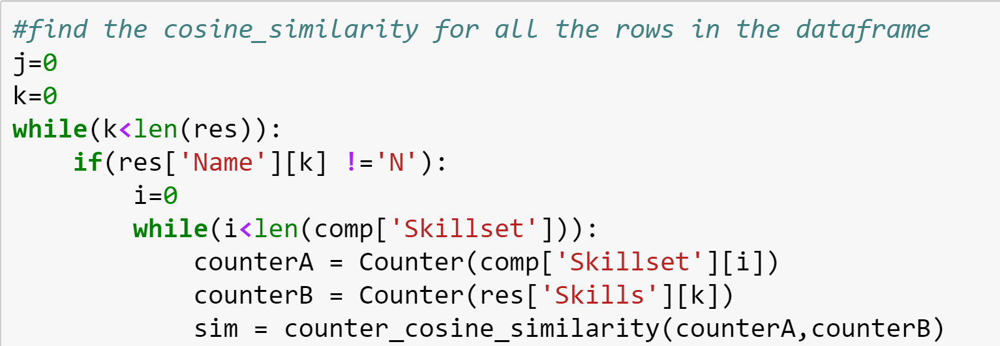 #find the cosine_similarity for all the rows in the dataframe
j=0
k=0
while(k<len(res)):
    if(res['Name'][k] !='N'):
        i=0
        while(i<len(comp['Skillset'])):
            counterA = Counter(comp['Skillset'][i])
            counterB = Counter(res['Skills'][k])
            sim = counter_cosine_similarity(counterA,counterB)